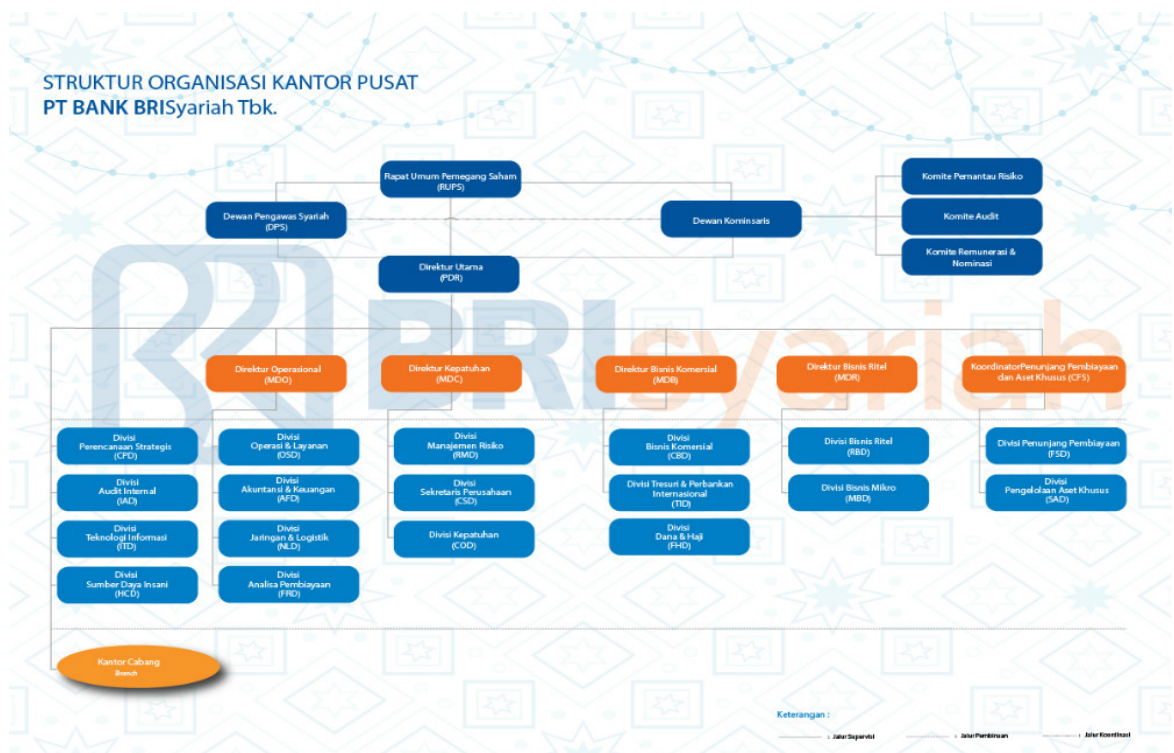 STRUKTUR ORGANISASI KANTOR PUSAT
PT BANK BRISyariah Tbk.
Rapat Umum Pemegang Saham
(RUPS)
Komite Pemantau Risiko
Dewan Pengawas Syariah
(DPS)
Dewan Kominsaris
Komite Audit
Komite Remunerasi &
Nominasi
Direktur Utama
(PDR)
BRIsyariah
Direktur Operasional
(MDO)
Direktur Kepatuhan
(MDC)
Direktur Bisnis Komersial
(MDB)
Direktur Bisnis Ritel
(MDR)
KoordinatorPenunjang Pembiayaan
dan Aset Khusus (CFS)
Divisi
Perencanaan Strategis
(CPD)
Divisi
Operasi & Layanan
(OSD)
Divisi
Manajemen Risiko
(RMD)
Divisi
Bisnis Komersial
(CBD)
Divisi Bisnis Ritel
(RBD)
Divisi Penunjang Pembiayaan
(FSD)
Divisi
Audit Internal
(IAD)
Divisi
Akuntansi & Keuangan
(AFD)
Divisi
Sekretaris Perusahaan
(CSD)
Divisi Tresuri & Perbankan
Internasional
(TID)
Divisi Bisnis Mikro
(MBD)
Divisi
Pengelolaan Aset Khusus
(SAD)
Divisi
Teknologi Informasi
(ITD)
Divisi
Jaringan & Logistik
(NLD)
Divisi Kepatuhan
(COD)
Divisi
Dana & Haji
(FHD)
Divisi
Sumber Daya Insani
(HCD)
Divisi
Analisa Pembiayaan
(FRD)
Kantor Cabang
Branch
Keterangan :
: Jalur Supervisi
: Jalur Pembinaan
: Jalur Koordinasi